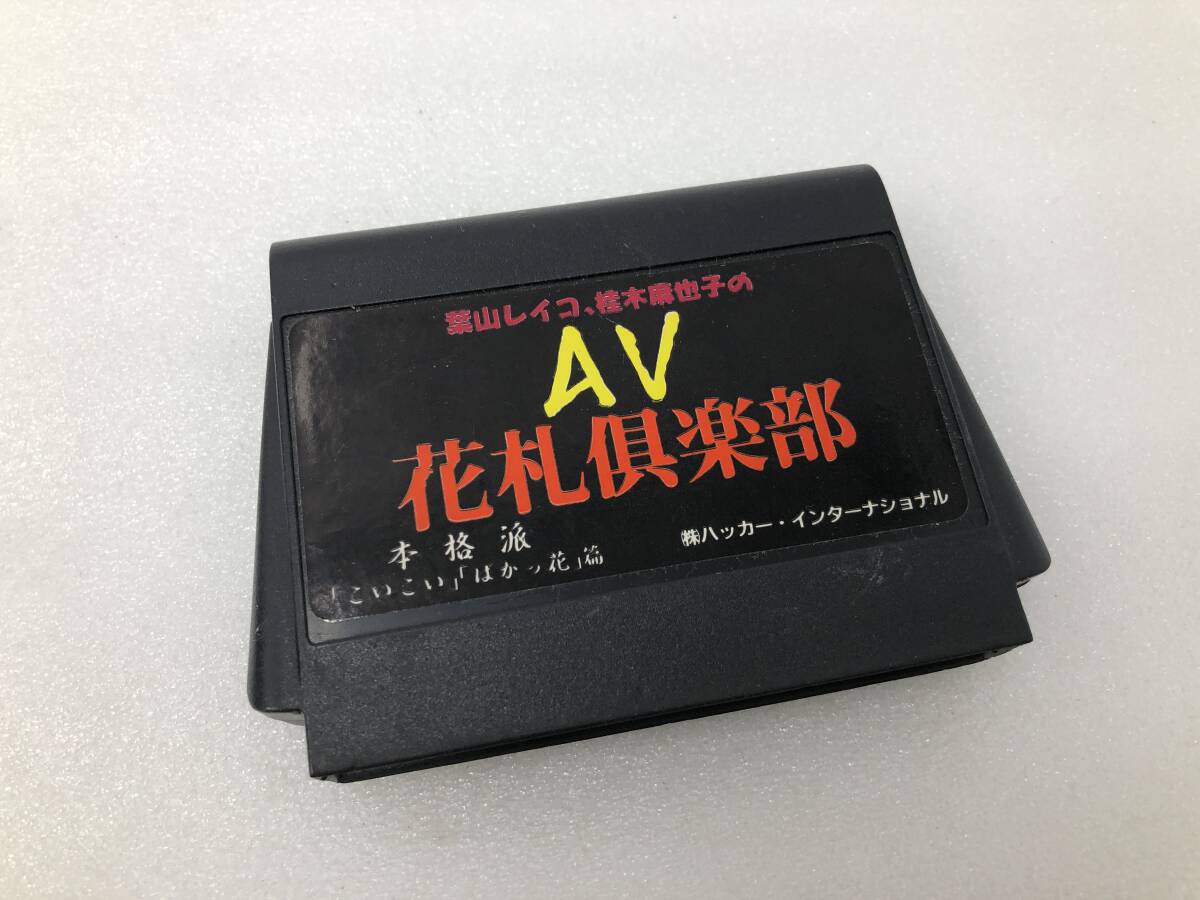 葉山レイコ、桂木麻也子の
AV
花札倶楽部
本格派
「こいこい」「ばかっ花」篇
㈱ハッカー・インターナショナル